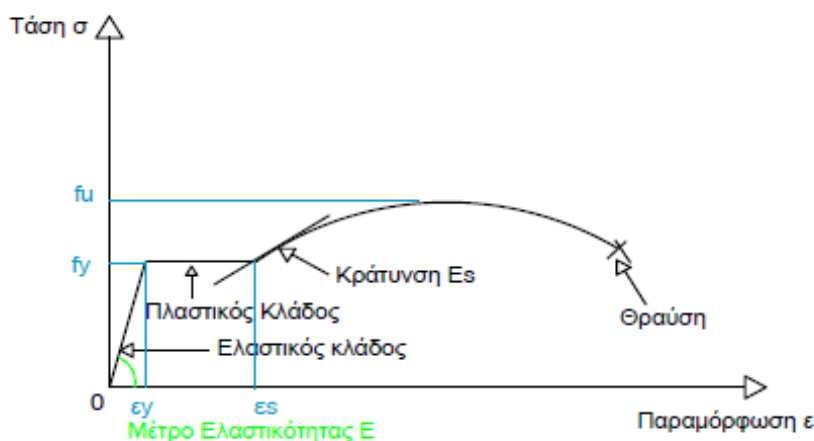 Τάση σ
fu
fy
Κράτυνση Es
Πλαστικός Κλάδος
Θραύση
Ελαστικός κλάδος
0
εy
εs
Παραμόρφωση ε
Μέτρο Ελαστικότητας Ε